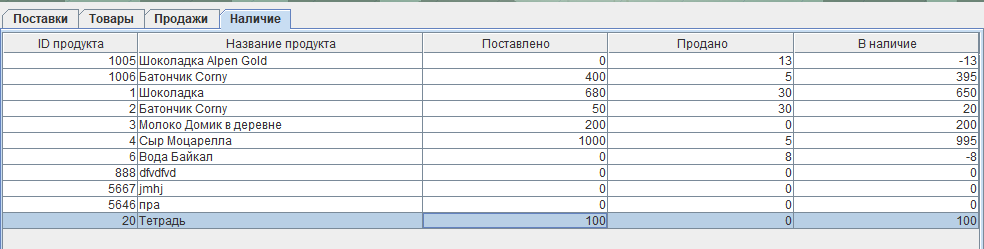 Поставки Товары Продажи Наличие
ID продукта Название продукта Поставлено Продано В наличие
1005 Шоколадка Alpen Gold 0 13 -13
1006 Батончик Corny 400 5 395
1 Шоколадка 680 30 650
2 Батончик Corny 50 30 20
3 Молоко Домик в деревне 200 0 200
4 Сыр Моцарелла 1000 5 995
6 Вода Байкал 0 8 -8
888 dfvdfvd 0 0 0
5667 jmhj 0 0 0
5646 пра 0 0 0
20 Тетрадь 100 0 100